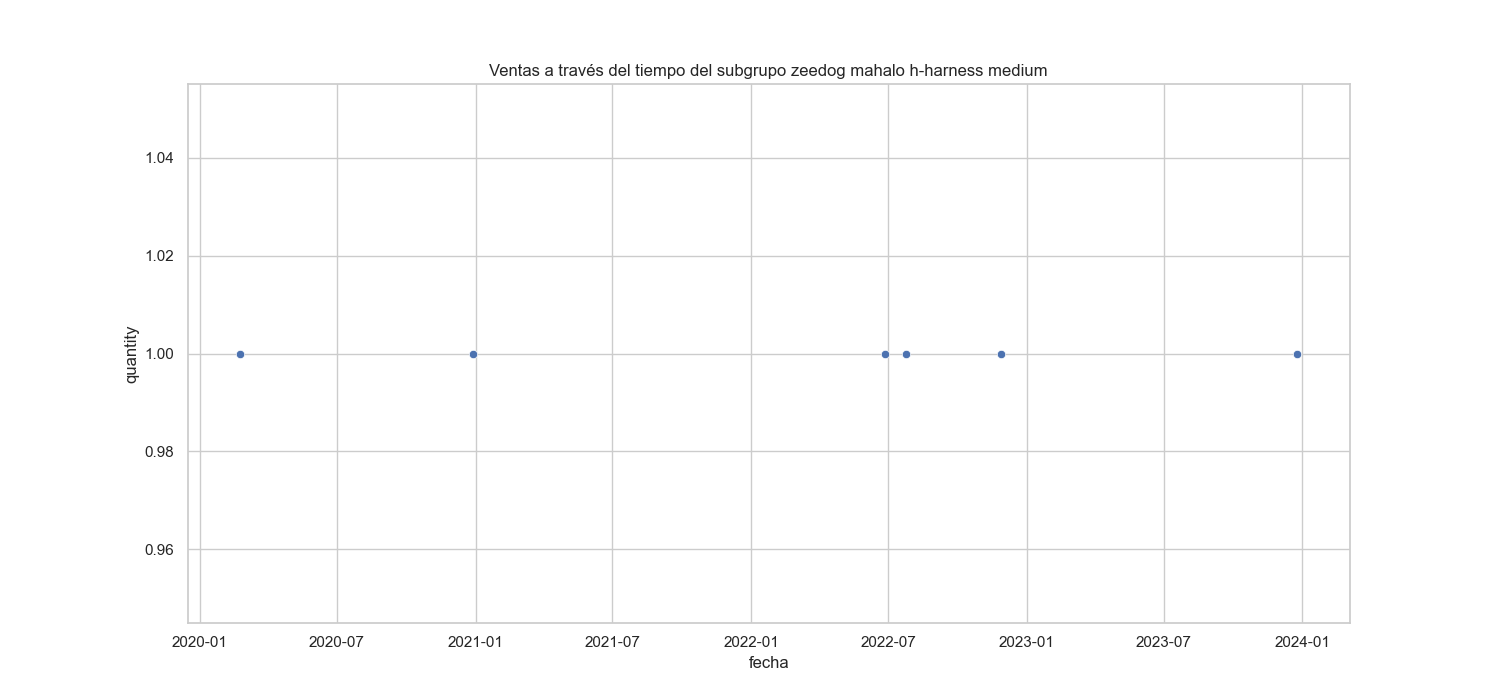 Ventas a través del tiempo del subgrupo zeedog mahalo h-harness medium
1.04
1.02
1.00
0.98
0.96
quantity
2020-01 2020-07 2021-01 2021-07 2022-01 2022-07 2023-01 2023-07 2024-01
fecha